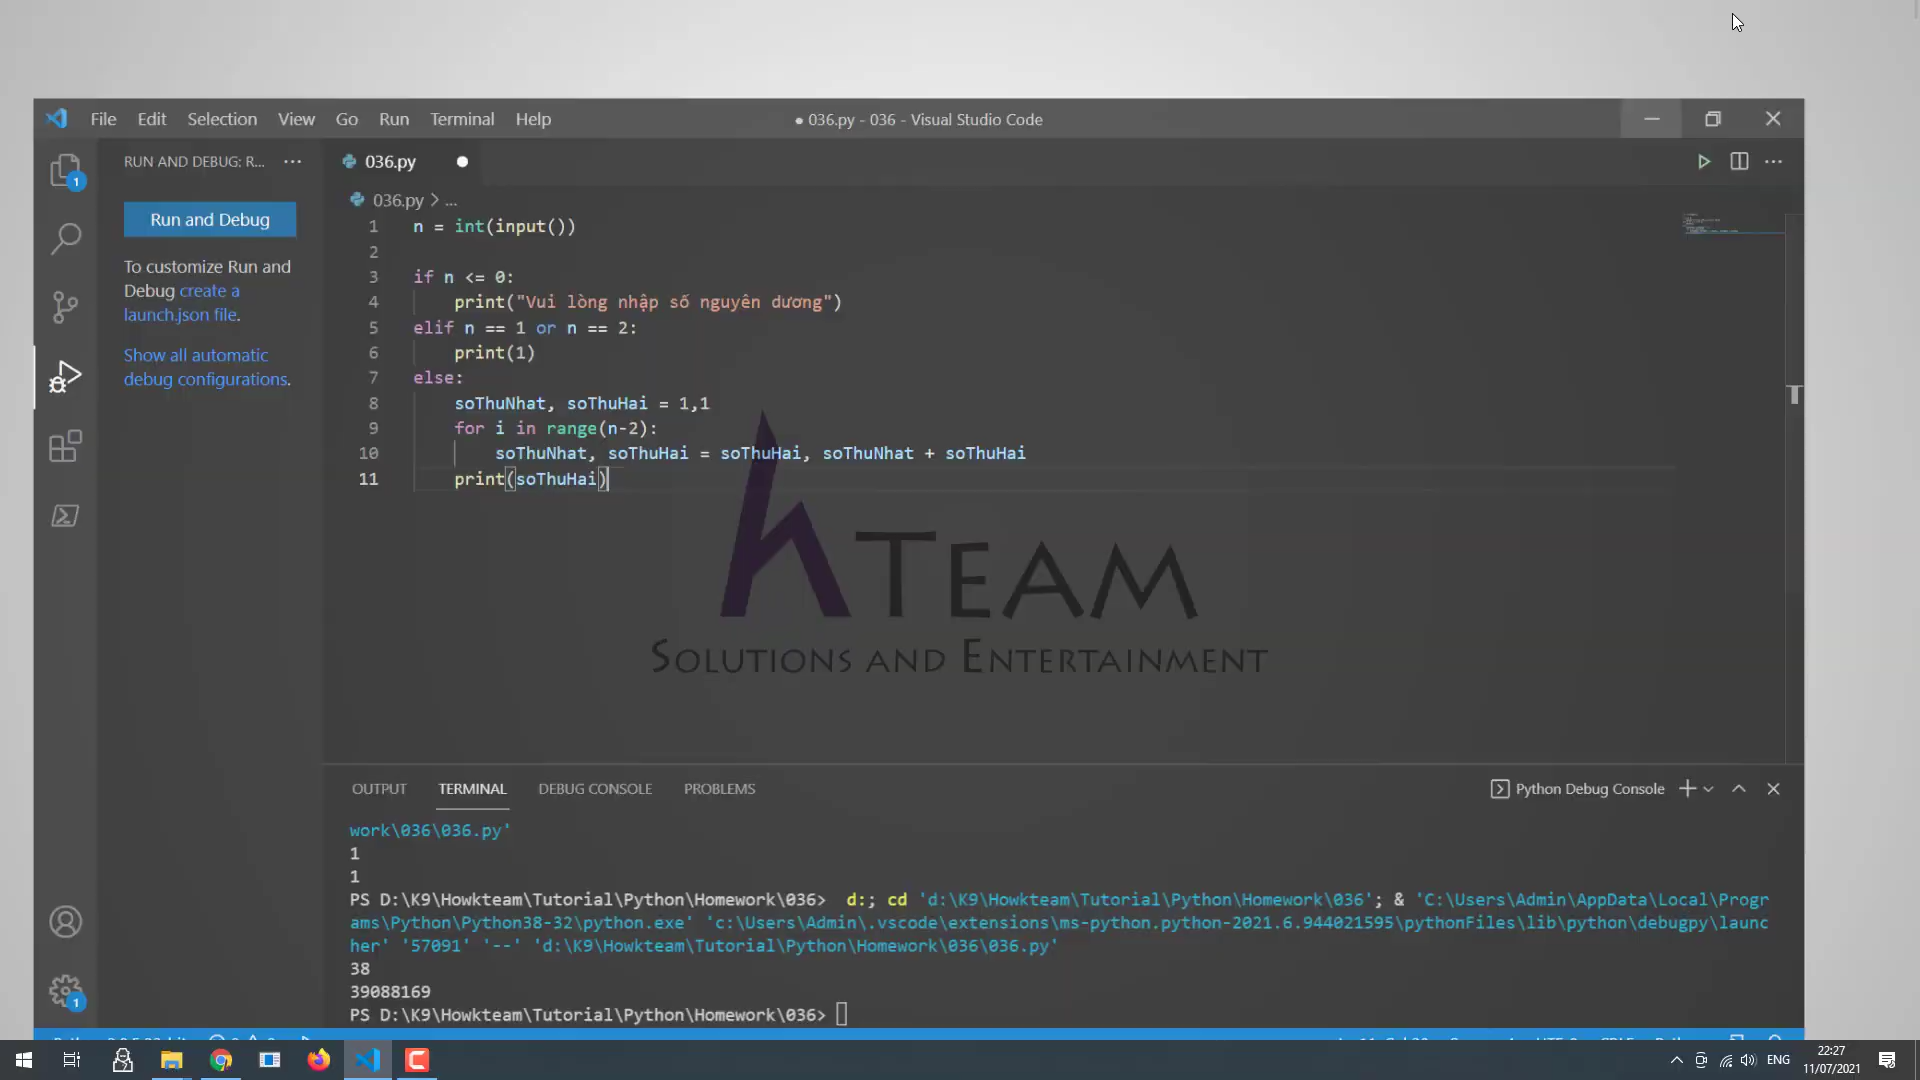 File Edit Selection View Go Run Terminal Help
● 036.py - 036 - Visual Studio Code
RUN AND DEBUG: R... ...
036.py ●
Run and Debug
To customize Run and
Debug create a
launch.json file.
Show all automatic
debug configurations.
036.py > ...
1 n = int(input())
2
3 if n <= 0:
4 print("Vui lòng nhập số nguyên dương")
5 elif n == 1 or n == 2:
6 print(1)
7 else:
8 soThuNhat, soThuHai = 1,1
9 for i in range(n-2):
10 soThuNhat, soThuHai = soThuHai, soThuNhat + soThuHai
11 print(soThuHai)
hTEAM
SOLUTIONS AND ENTERTAINMENT
OUTPUT TERMINAL DEBUG CONSOLE PROBLEMS
Python Debug Console
work\036\036.py'
1
1
PS D:\K9\Howkteam\Tutorial\Python\Homework\036> d:; cd 'd:\K9\Howkteam\Tutorial\Python\Homework\036'; & 'C:\Users\Admin\AppData\Local\Progr
ams\Python\Python38-32\python.exe' 'c:\Users\Admin\.vscode\extensions\ms-python.python-2021.6.944021595\pythonFiles\lib\python\debugpy\launc
her' '57091' '--' 'd:\K9\Howkteam\Tutorial\Python\Homework\036\036.py'
38
39088169
PS D:\K9\Howkteam\Tutorial\Python\Homework\036>
1
1
ENG
22:27
11/07/2021